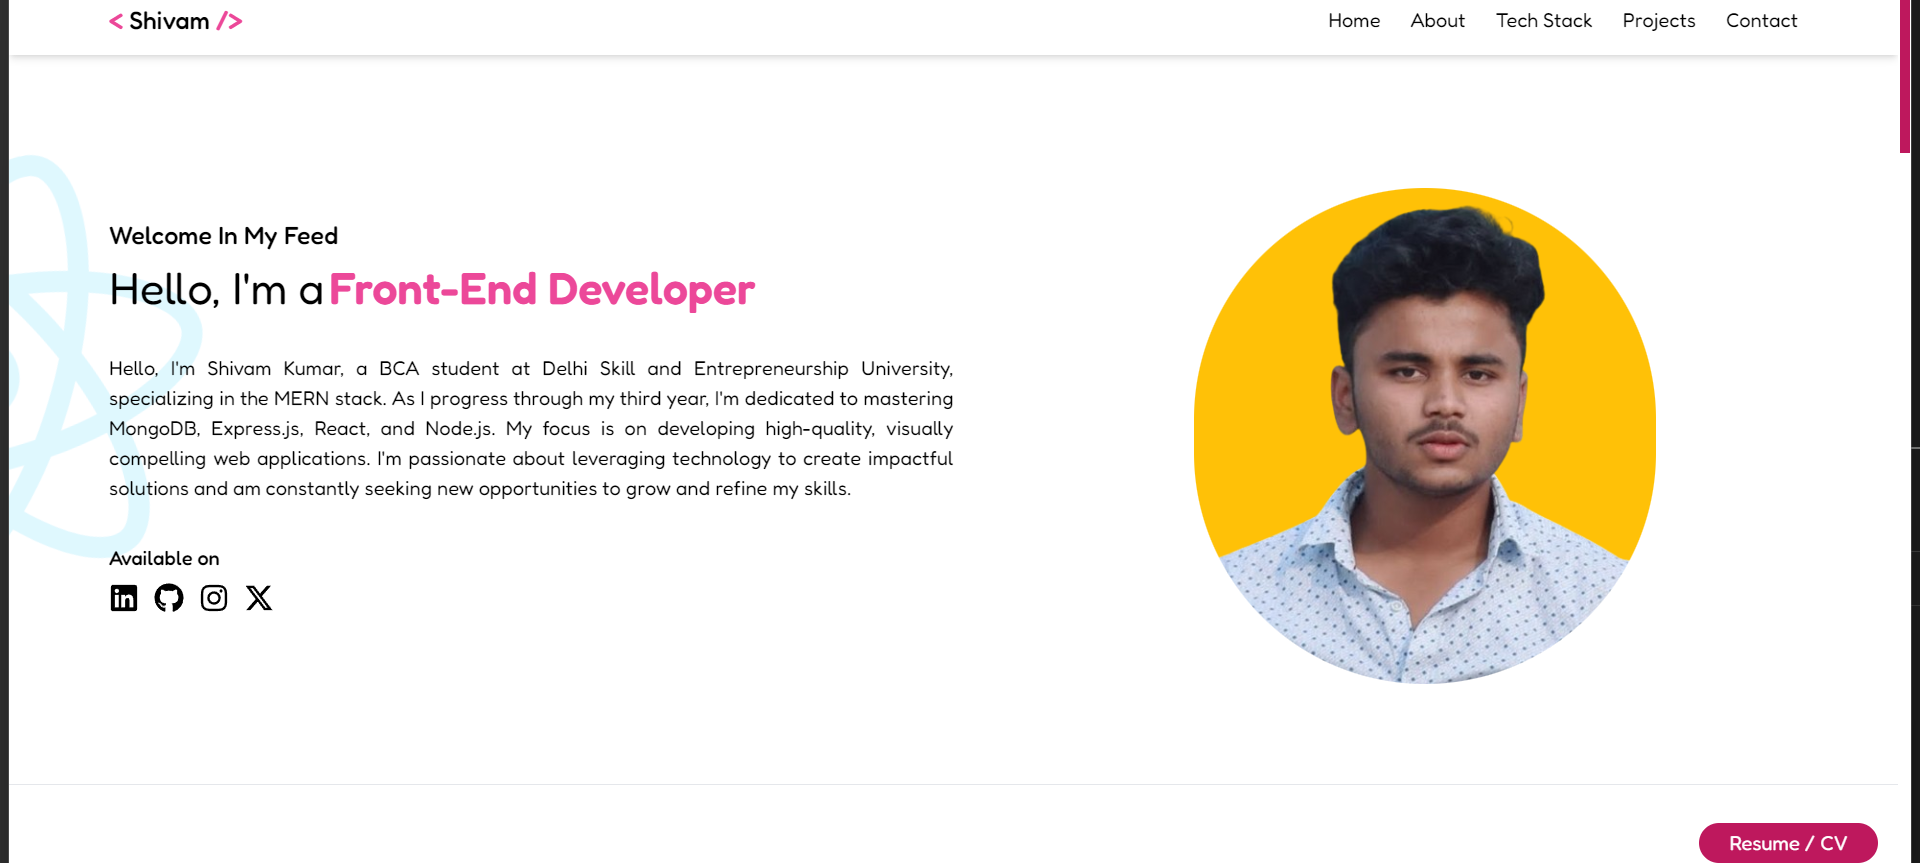 < Shivam />
Home About Tech Stack Projects Contact
Welcome In My Feed
Hello, I'm a Front-End Developer
Hello, I'm Shivam Kumar, a BCA student at Delhi Skill and Entrepreneurship University,
specializing in the MERN stack. As I progress through my third year, I'm dedicated to mastering
MongoDB, Express.js, React, and Node.js. My focus is on developing high-quality, visually
compelling web applications. I'm passionate about leveraging technology to create impactful
solutions and am constantly seeking new opportunities to grow and refine my skills.
Available on
Resume / CV